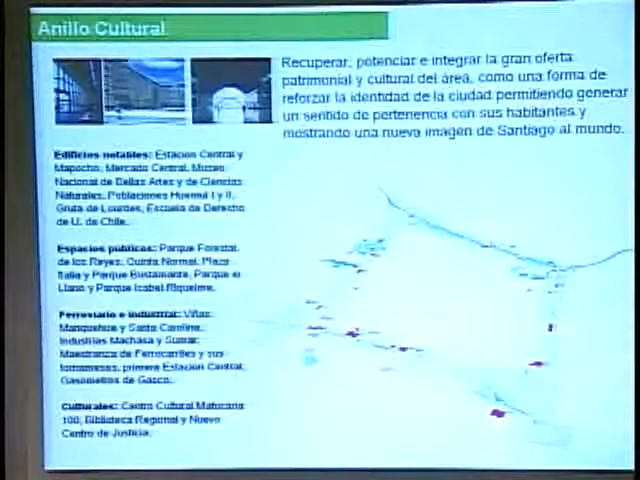 Anillo Cultural
Recuperar, potenciar e integrar la gran oferta
patrimonial y cultural del área, como una forma de
reforzar la identidad de la ciudad permitiendo generar
un sentido de pertenencia con sus habitantes y
mostrando una nueva imagen de Santiago al mundo.
Edificios notables: Estacion Central y
Mapocho, Mercado Central, Museo
Nacional de Bellas Artes y de Ciencias
Naturales, Poblaciones Huemul I y II,
Gruta de Lourdes, Escuela de Derecho
de U. de Chile.
Espacios públicos: Parque Forestal,
de los Reyes, Quinta Normal, Plaza
Italia y Parque Bustamante, Parque el
Llano y Parque Isabel Riquelme.
Ferroviario e industrial: Viñas
Manquehue y Santa Carolina,
Industrias Machasa y Sumar,
Maestranza de Ferrocarriles y sus
tornamesas, primera Estacion Central,
Gasometros de Gasco.
Culturales: Centro Cultural Matucana
100, Biblioteca Regional y Nuevo
Centro de Justicia.